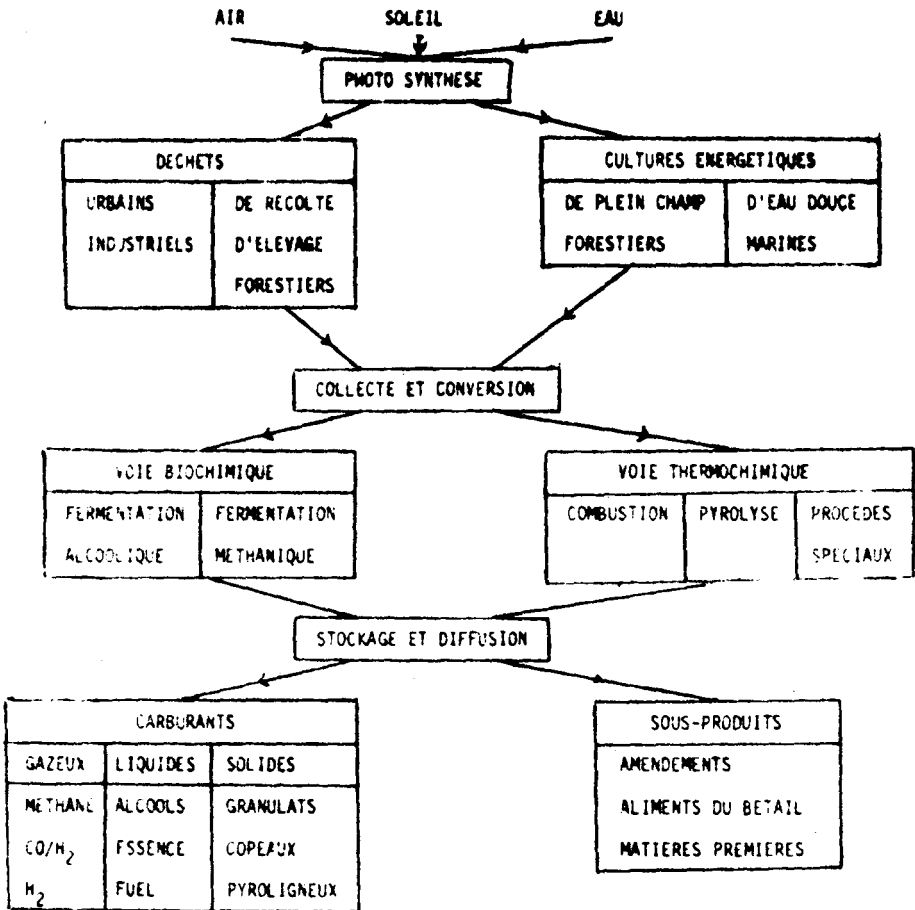 AIR SOLEIL EAU
PHOTO SYNTHESE
DECHETS
URBAINS DE RECOLTE
INDUSTRIELS D'ELEVAGE
FORESTIERS
CULTURES ENERGETIQUES
DE PLEIN CHAMP D'EAU DOUCE
FORESTIERS MARINES
COLLECTE ET CONVERSION
VOIE BIOCHIMIQUE
FERMENTATION FERMENTATION
ALCOOLIQUE METHANIQUE
VOIE THERMOCHIMIQUE
COMBUSTION PYROLYSE PROCEDES
SPECIAUX
STOCKAGE ET DIFFUSION
CARBURANTS
GAZEUX LIQUIDES SOLIDES
METHANE ALCOOLS GRANULATS
CO/H₂ ESSENCE COPEAUX
H₂ FUEL PYROLIGNEUX
SOUS-PRODUITS
AMENDEMENTS
ALIMENTS DU BETAIL
MATIERES PREMIERES